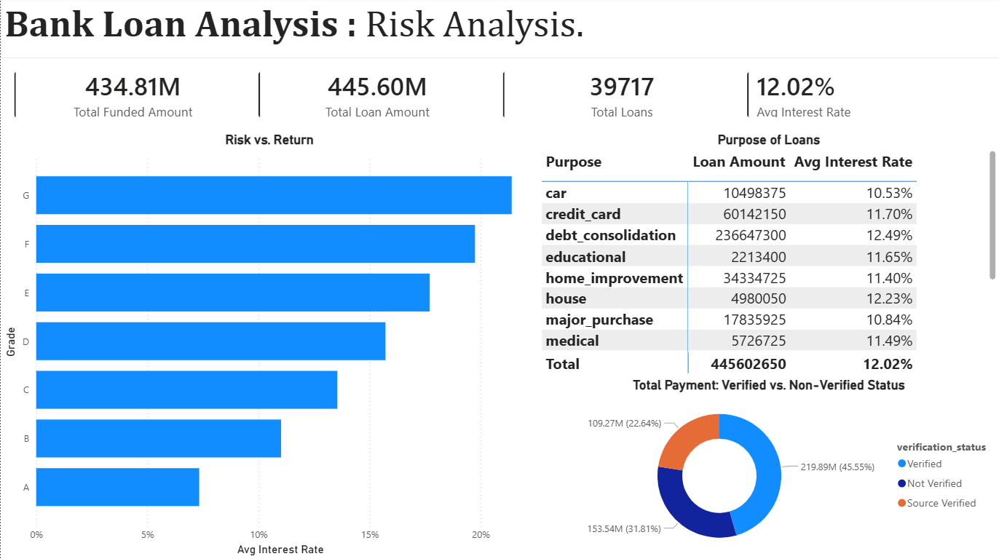 Bank Loan Analysis : Risk Analysis.
434.81M
Total Funded Amount
445.60M
Total Loan Amount
39717
Total Loans
12.02%
Avg Interest Rate
Risk vs. Return
Grade
G
F
E
D
C
B
A
0% 5% 10% 15% 20%
Avg Interest Rate
Purpose of Loans
Purpose Loan Amount Avg Interest Rate
car 10498375 10.53%
credit_card 60142150 11.70%
debt_consolidation 236647300 12.49%
educational 2213400 11.65%
home_improvement 34334725 11.40%
house 4980050 12.23%
major_purchase 17835925 10.84%
medical 5726725 11.49%
Total 445602650 12.02%
Total Payment: Verified vs. Non-Verified Status
109.27M (22.64%)
219.89M (45.55%)
153.54M (31.81%)
verification_status
Verified
Not Verified
Source Verified